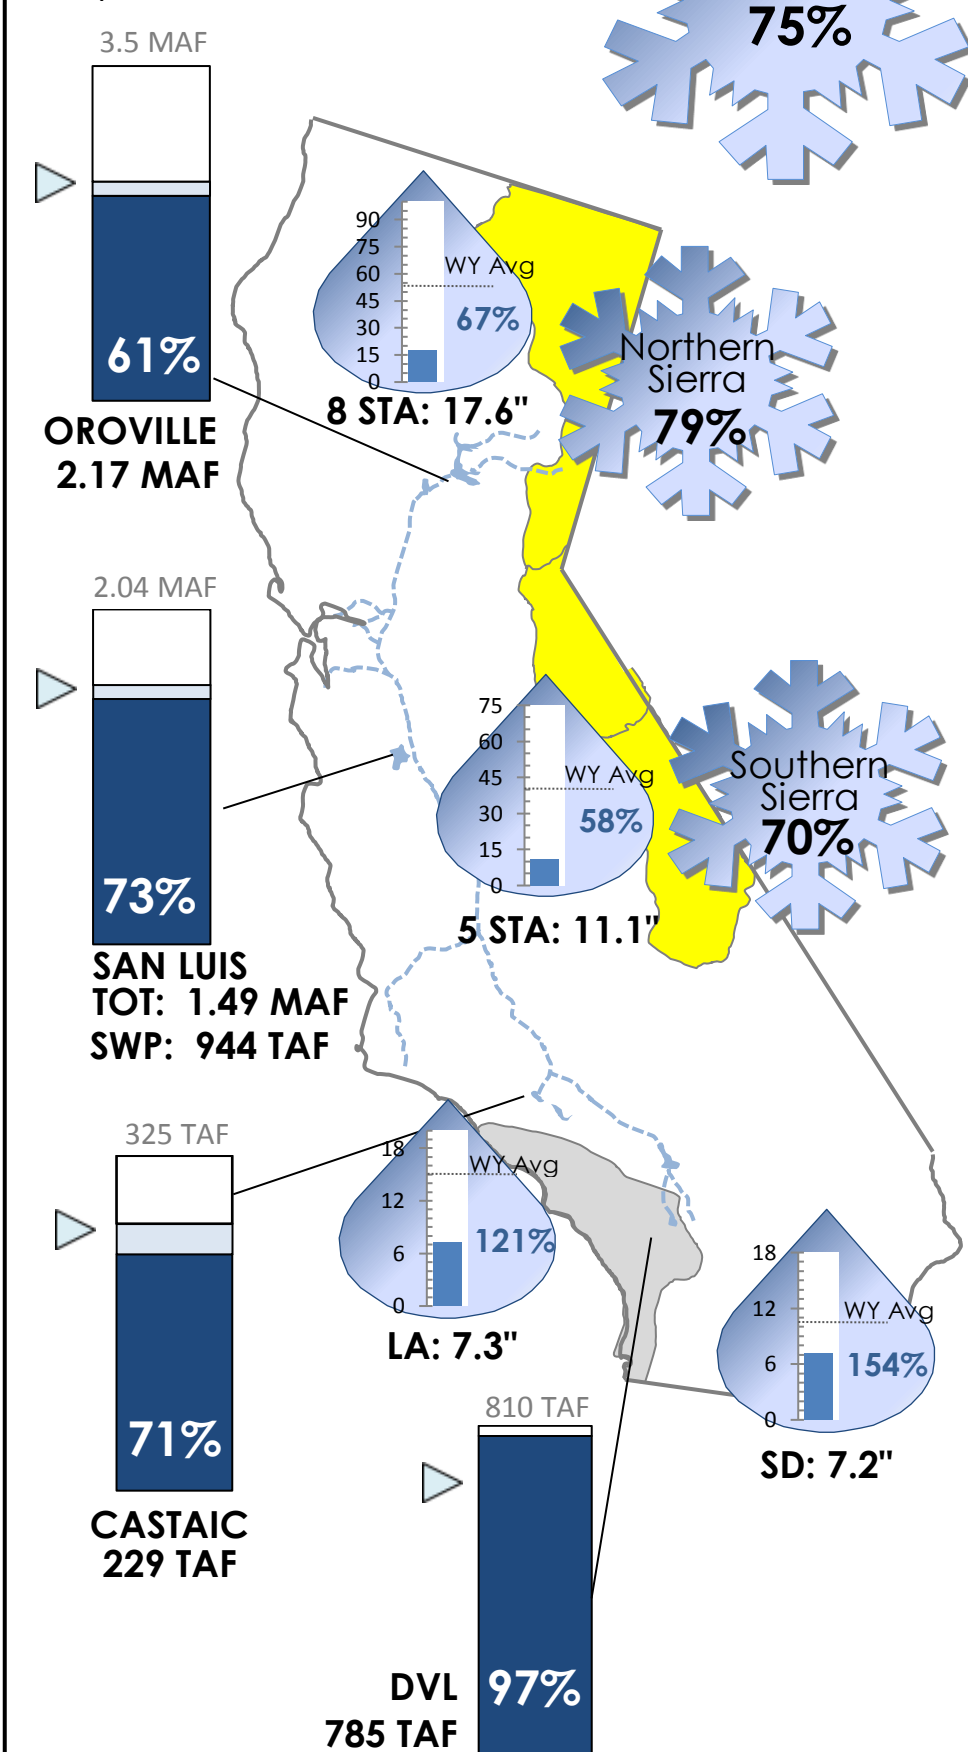 75%
3.5 MAF
61%
OROVILLE
2.17 MAF
90
75
60
45
30
15
0
WY Avg
67%
8 STA: 17.6"
Northern
Sierra
79%
2.04 MAF
73%
SAN LUIS
TOT: 1.49 MAF
SWP: 944 TAF
75
60
45
30
15
0
WY Avg
58%
5 STA: 11.1"
Southern
Sierra
70%
325 TAF
71%
CASTAIC
229 TAF
18
12
6
0
WY Avg
121%
LA: 7.3"
18
12
6
0
WY Avg
154%
SD: 7.2"
810 TAF
97%
DVL
785 TAF